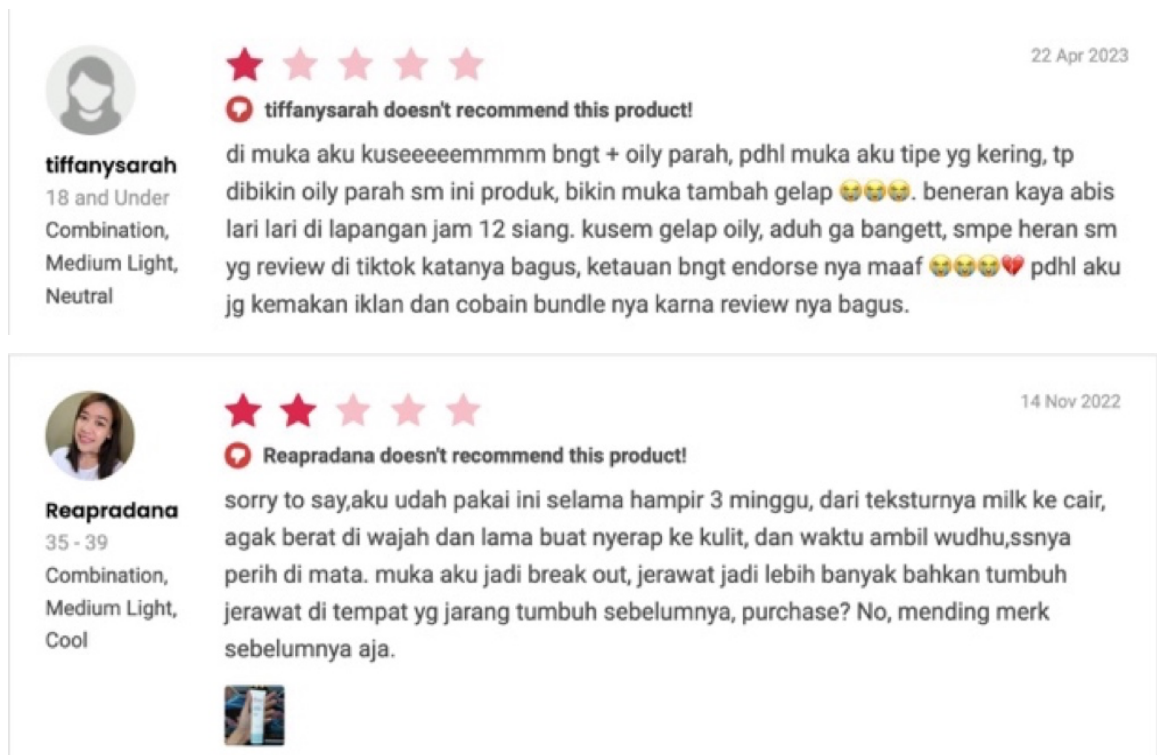 22 Apr 2023
tiffanysarah doesn't recommend this product!
tiffanysarah
18 and Under
Combination,
Medium Light,
Neutral
di muka aku kuseeeeemmmm bngt + oily parah, pdhl muka aku tipe yg kering, tp
dibikin oily parah sm ini produk, bikin muka tambah gelap 😭😭😭. beneran kaya abis
lari lari di lapangan jam 12 siang. kusem gelap oily, aduh ga bangett, smpe heran sm
yg review di tiktok katanya bagus, ketauan bngt endorse nya maaf 😭😭😭💔 pdhl aku
jg kemakan iklan dan cobain bundle nya karna review nya bagus.
14 Nov 2022
Reapradana doesn't recommend this product!
Reapradana
35 - 39
Combination,
Medium Light,
Cool
sorry to say,aku udah pakai ini selama hampir 3 minggu, dari teksturnya milk ke cair,
agak berat di wajah dan lama buat nyerap ke kulit, dan waktu ambil wudhu,ssnya
perih di mata. muka aku jadi break out, jerawat jadi lebih banyak bahkan tumbuh
jerawat di tempat yg jarang tumbuh sebelumnya, purchase? No, mending merk
sebelumnya aja.